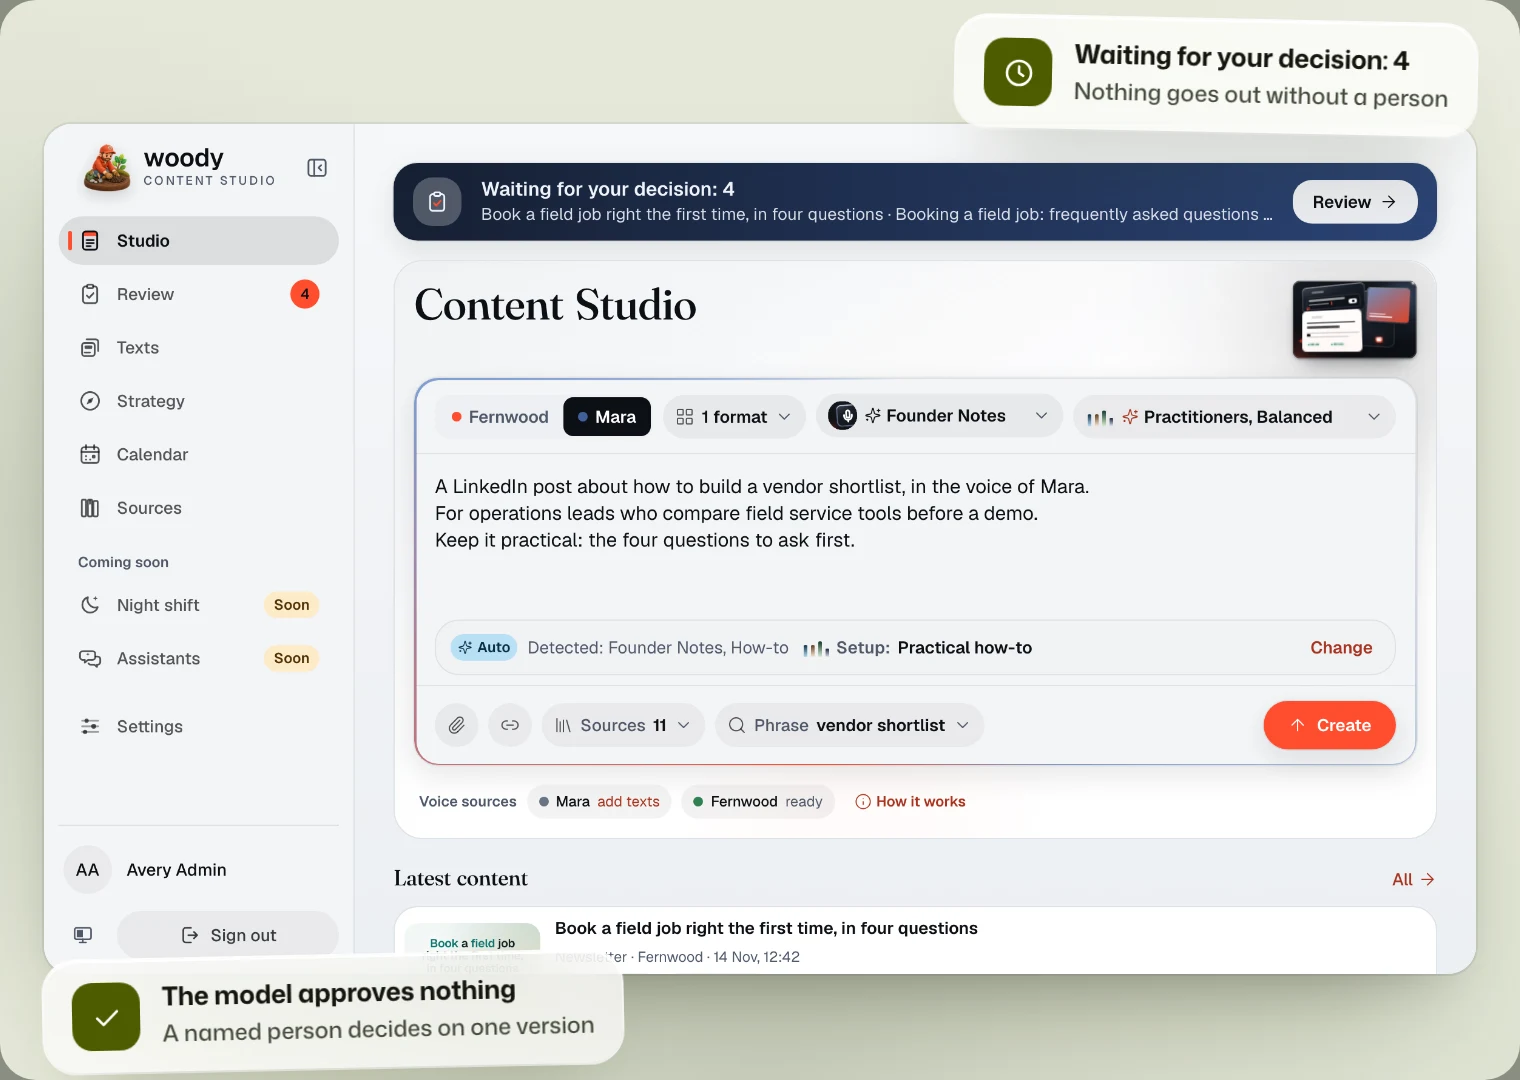 Waiting for your decision: 4
Nothing goes out without a person
woody
CONTENT STUDIO
Studio
Review
4
Texts
Strategy
Calendar
Sources
Coming soon
Night shift
Soon
Assistants
Soon
Settings
AA
Avery Admin
Sign out
Waiting for your decision: 4
Book a field job right the first time, in four questions · Booking a field job: frequently asked questions ...
Review
Content Studio
Fernwood
Mara
1 format
Founder Notes
Practitioners, Balanced
A LinkedIn post about how to build a vendor shortlist, in the voice of Mara.
For operations leads who compare field service tools before a demo.
Keep it practical: the four questions to ask first.
Auto
Detected: Founder Notes, How-to
Setup: Practical how-to
Change
Sources 11
Phrase vendor shortlist
Create
Voice sources
Mara add texts
Fernwood ready
How it works
Latest content
All
Book a field job
right the first time,
in four questions
Book a field job right the first time, in four questions
Newsletter · Fernwood · 14 Nov, 12:42
The model approves nothing
A named person decides on one version